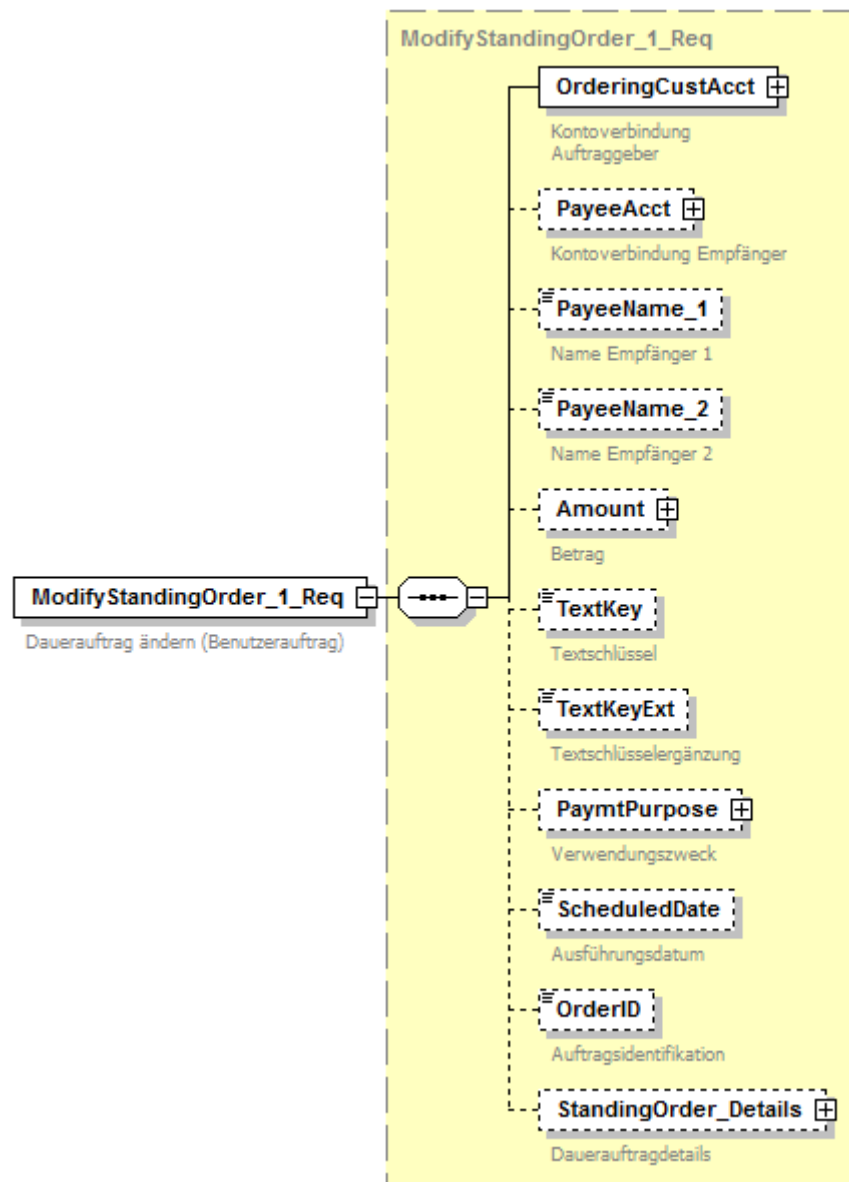 ModifyStandingOrder_1_Req
OrderingCustAcct
Kontoverbindung
Auftraggeber
PayeeAcct
Kontoverbindung Empfänger
PayeeName_1
Name Empfänger 1
PayeeName_2
Name Empfänger 2
Amount
Betrag
ModifyStandingOrder_1_Req
Dauerauftrag ändern (Benutzerauftrag)
TextKey
Textschlüssel
TextKeyExt
Textschlüsselergänzung
PaymtPurpose
Verwendungszweck
ScheduledDate
Ausführungsdatum
OrderID
Auftragsidentifikation
StandingOrder_Details
Dauerauftragdetails